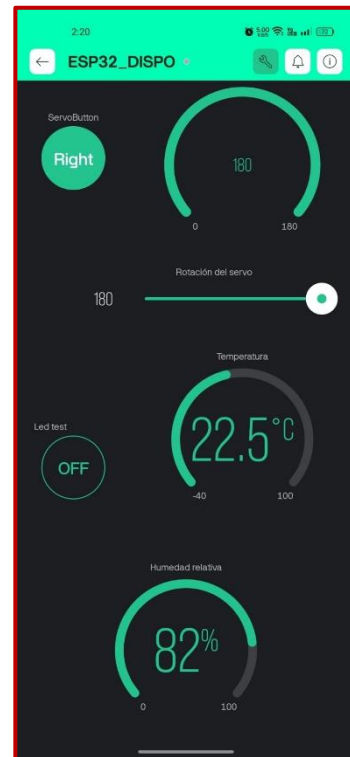 2:20
ESP32_DISPO
ServoButton
Right
180
0 180
Rotación del servo
180
Temperatura
22.5°C
-40 100
Led test
OFF
Humedad relativa
82%
0 100